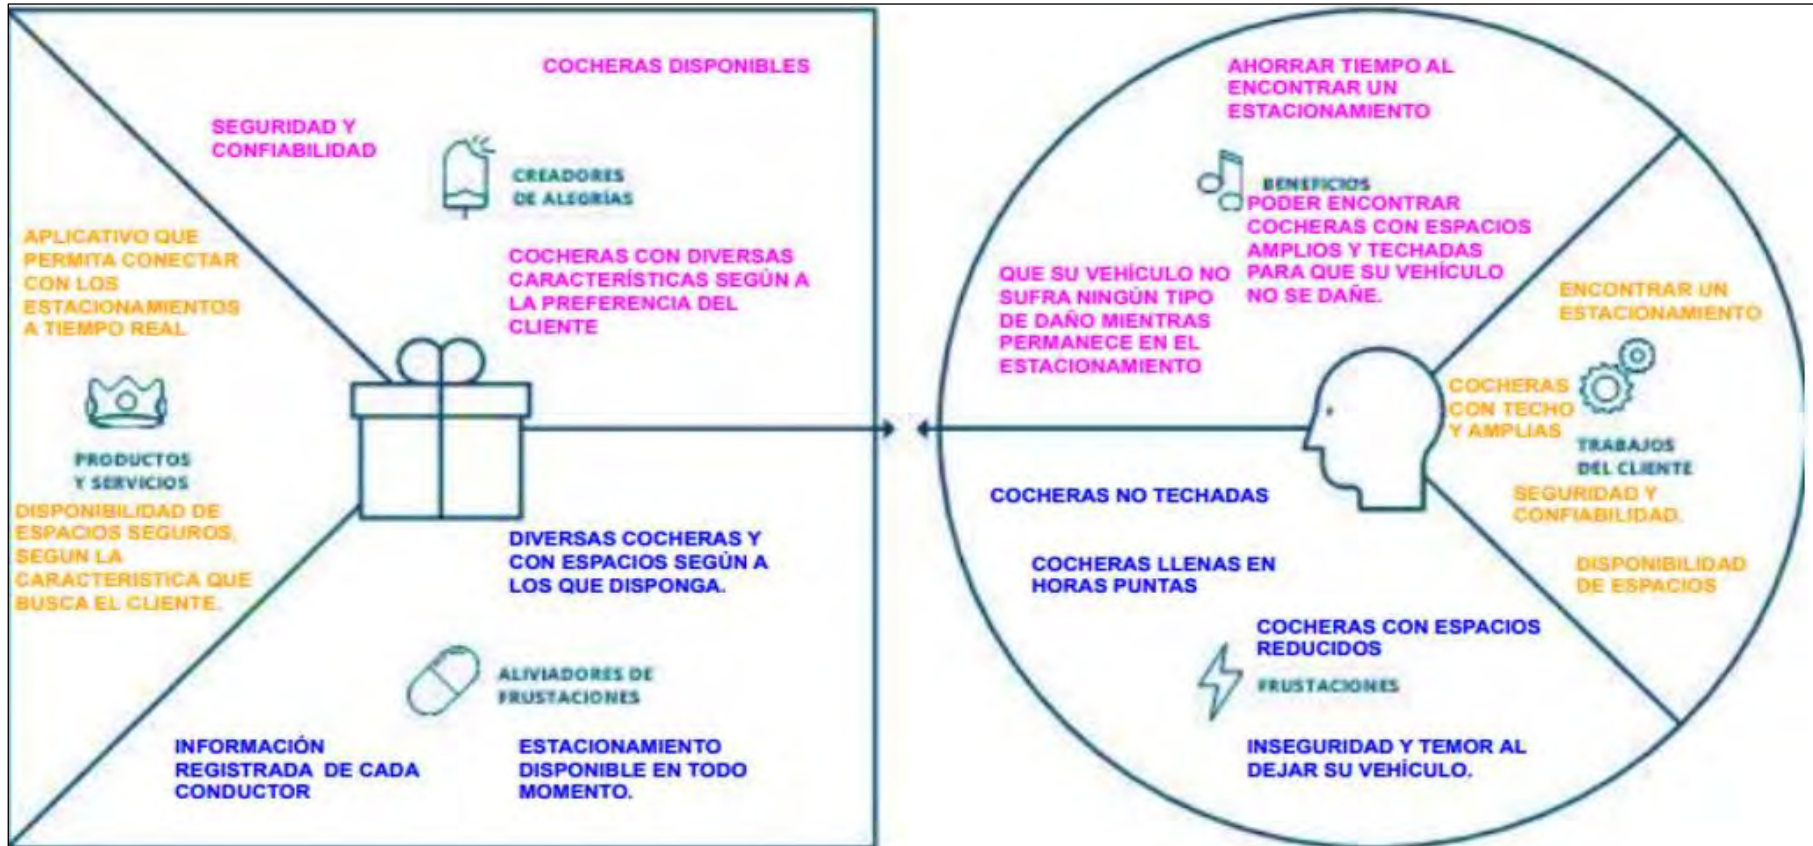 COCHERAS DISPONIBLES
SEGURIDAD Y
CONFIABILIDAD
CREADORES
DE ALEGRÍAS
COCHERAS CON DIVERSAS
CARACTERÍSTICAS SEGÚN A
LA PREFERENCIA DEL
CLIENTE
APLICATIVO QUE
PERMITA CONECTAR
CON LOS
ESTACIONAMIENTOS
A TIEMPO REAL
PRODUCTOS
Y SERVICIOS
DISPONIBILIDAD DE
ESPACIOS SEGUROS,
SEGUN LA
CARACTERISTICA QUE
BUSCA EL CLIENTE.
DIVERSAS COCHERAS Y
CON ESPACIOS SEGÚN A
LOS QUE DISPONGA.
ALIVIADORES DE
FRUSTACIONES
INFORMACIÓN
REGISTRADA DE CADA
CONDUCTOR
ESTACIONAMIENTO
DISPONIBLE EN TODO
MOMENTO.
AHORRAR TIEMPO AL
ENCONTRAR UN
ESTACIONAMIENTO
BENEFICIOS
PODER ENCONTRAR
COCHERAS CON ESPACIOS
AMPLIOS Y TECHADAS
PARA QUE SU VEHÍCULO
NO SE DAÑE.
QUE SU VEHÍCULO NO
SUFRA NINGÚN TIPO
DE DAÑO MIENTRAS
PERMANECE EN EL
ESTACIONAMIENTO
ENCONTRAR UN
ESTACIONAMIENTO
COCHERAS
CON TECHO
Y AMPLIAS
TRABAJOS
DEL CLIENTE
SEGURIDAD Y
CONFIABILIDAD.
DISPONIBILIDAD
DE ESPACIOS
COCHERAS NO TECHADAS
COCHERAS LLENAS EN
HORAS PUNTAS
COCHERAS CON ESPACIOS
REDUCIDOS
FRUSTACIONES
INSEGURIDAD Y TEMOR AL
DEJAR SU VEHÍCULO.